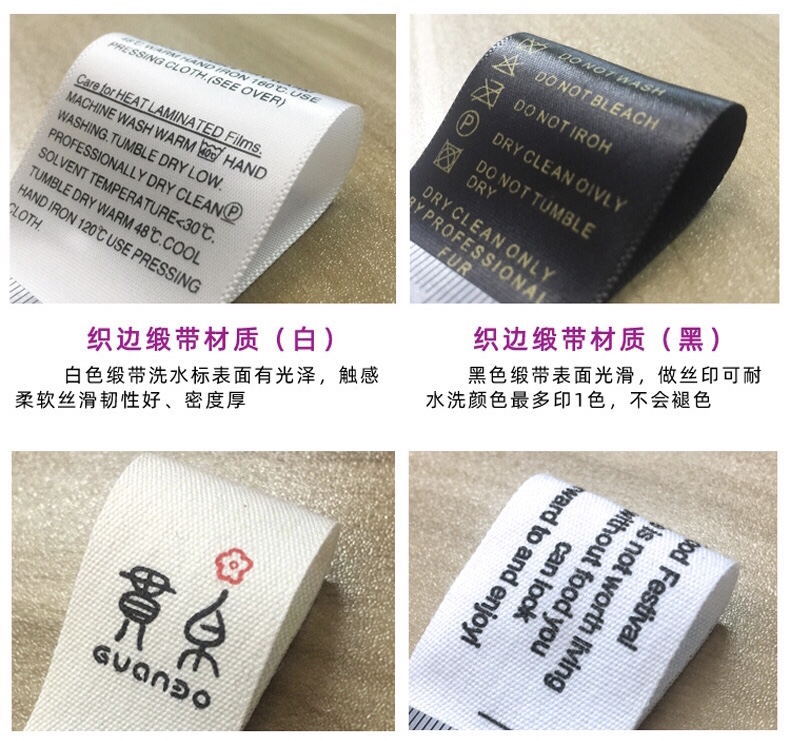 PRESSING CLOTH.(SEE OVER)
Care for HEAT LAMINATED Films.
MACHINE WASH WARM 40℃ HAND
WASHING. TUMBLE DRY LOW.
PROFESSIONALLY DRY CLEAN P
SOLVENT TEMPERATURE<30℃.
TUMBLE DRY WARM 48℃. COOL
HAND IRON 120℃ USE PRESSING
CLOTH.
DO NOT WASH
DO NOT BLEACH
DO NOT IROH
P DRY CLEAN OIVLY
DO NOT TUMBLE
DRY
DRY CLEAN ONLY
BY PROFESSIONAL
FUR
织边缎带材质（白）
白色缎带洗水标表面有光泽，触感
柔软丝滑韧性好、密度厚
织边缎带材质（黑）
黑色缎带表面光滑，做丝印可耐
水洗颜色最多印1色，不会褪色
GUANDO
Festival
is not worth living
without food you
can look
ward to and enjoy!